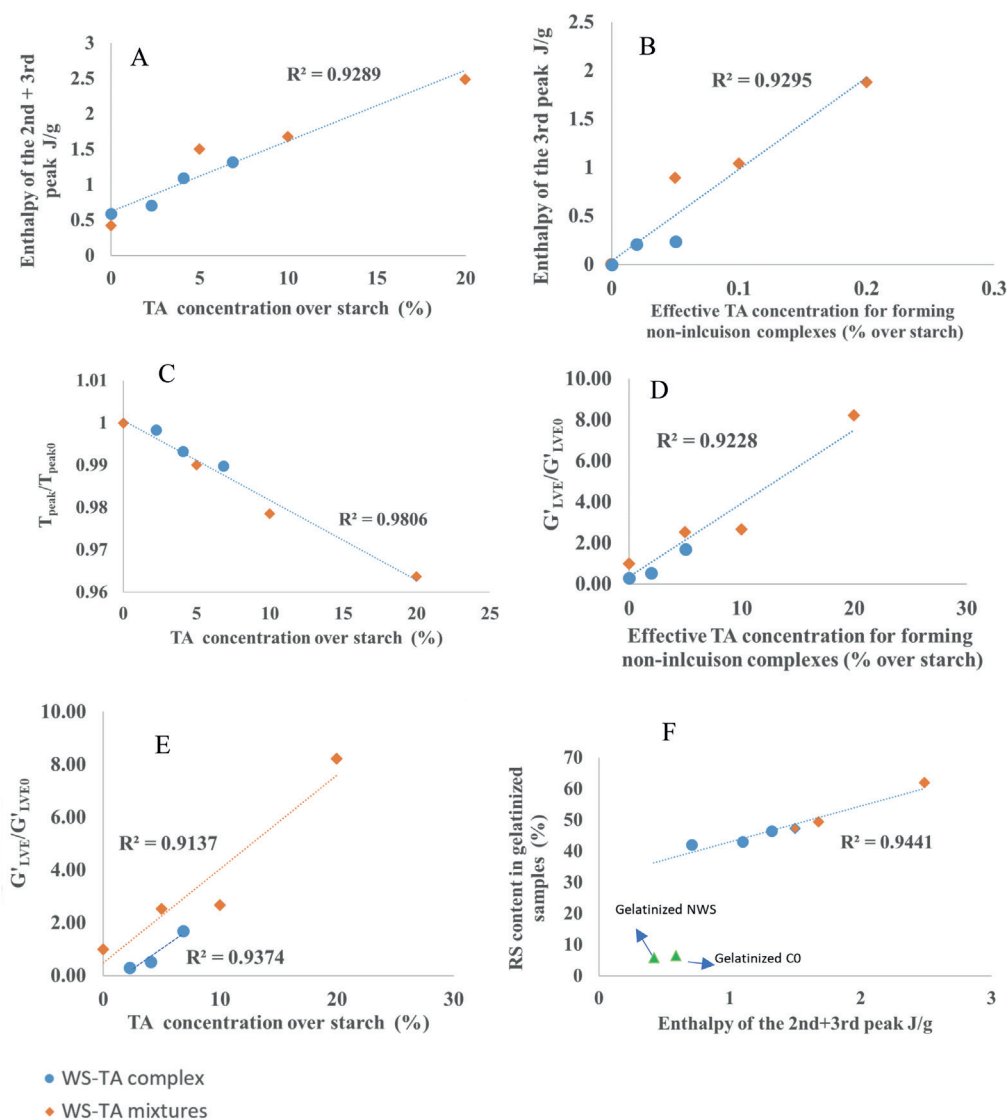 A
R² = 0.9289
Enthalpy of the 2nd + 3rd
peak J/g
3
2.5
2
1.5
1
0.5
0
0 5 10 15 20
TA concentration over starch (%)
B
R² = 0.9295
Enthalpy of the 3rd peak J/g
2.5
2
1.5
1
0.5
0
0 0.1 0.2 0.3
Effective TA concentration for forming
non-inlcuison complexes (% over starch)
C
R² = 0.9806
Tpeak/Tpeak0
1.01
1
0.99
0.98
0.97
0.96
0 5 10 15 20 25
TA concentration over starch (%)
D
R² = 0.9228
G'LVE/G'LVE0
10.00
8.00
6.00
4.00
2.00
0.00
0 10 20 30
Effective TA concentration for forming
non-inlcuison complexes (% over starch)
E
R² = 0.9137
R² = 0.9374
G'LVE/G'LVE0
10.00
8.00
6.00
4.00
2.00
0.00
0 10 20 30
TA concentration over starch (%)
F
R² = 0.9441
RS content in gelatinized
samples (%)
70
60
50
40
30
20
10
0
Gelatinized NWS
Gelatinized C0
0 1 2 3
Enthalpy of the 2nd+3rd peak J/g
WS-TA complex
WS-TA mixtures